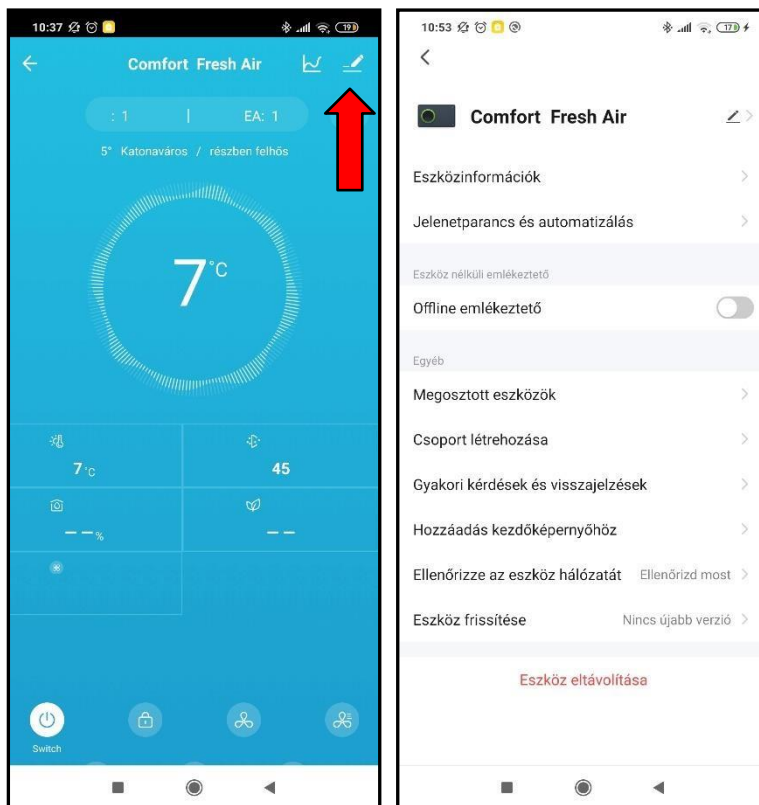 10:37
19
Comfort Fresh Air
: 1 | EA: 1
5° Katonaváros / részben felhős
7°C
7°C
45
– –%
– –
Switch
10:53
17
Comfort Fresh Air
Eszközinformációk
Jelenetparancs és automatizálás
Eszköz nélküli emlékeztető
Offline emlékeztető
Egyéb
Megosztott eszközök
Csoport létrehozása
Gyakori kérdések és visszajelzések
Hozzáadás kezdőképernyőhöz
Ellenőrizze az eszköz hálózatát Ellenőrizd most
Eszköz frissítése Nincs újabb verzió
Eszköz eltávolítása